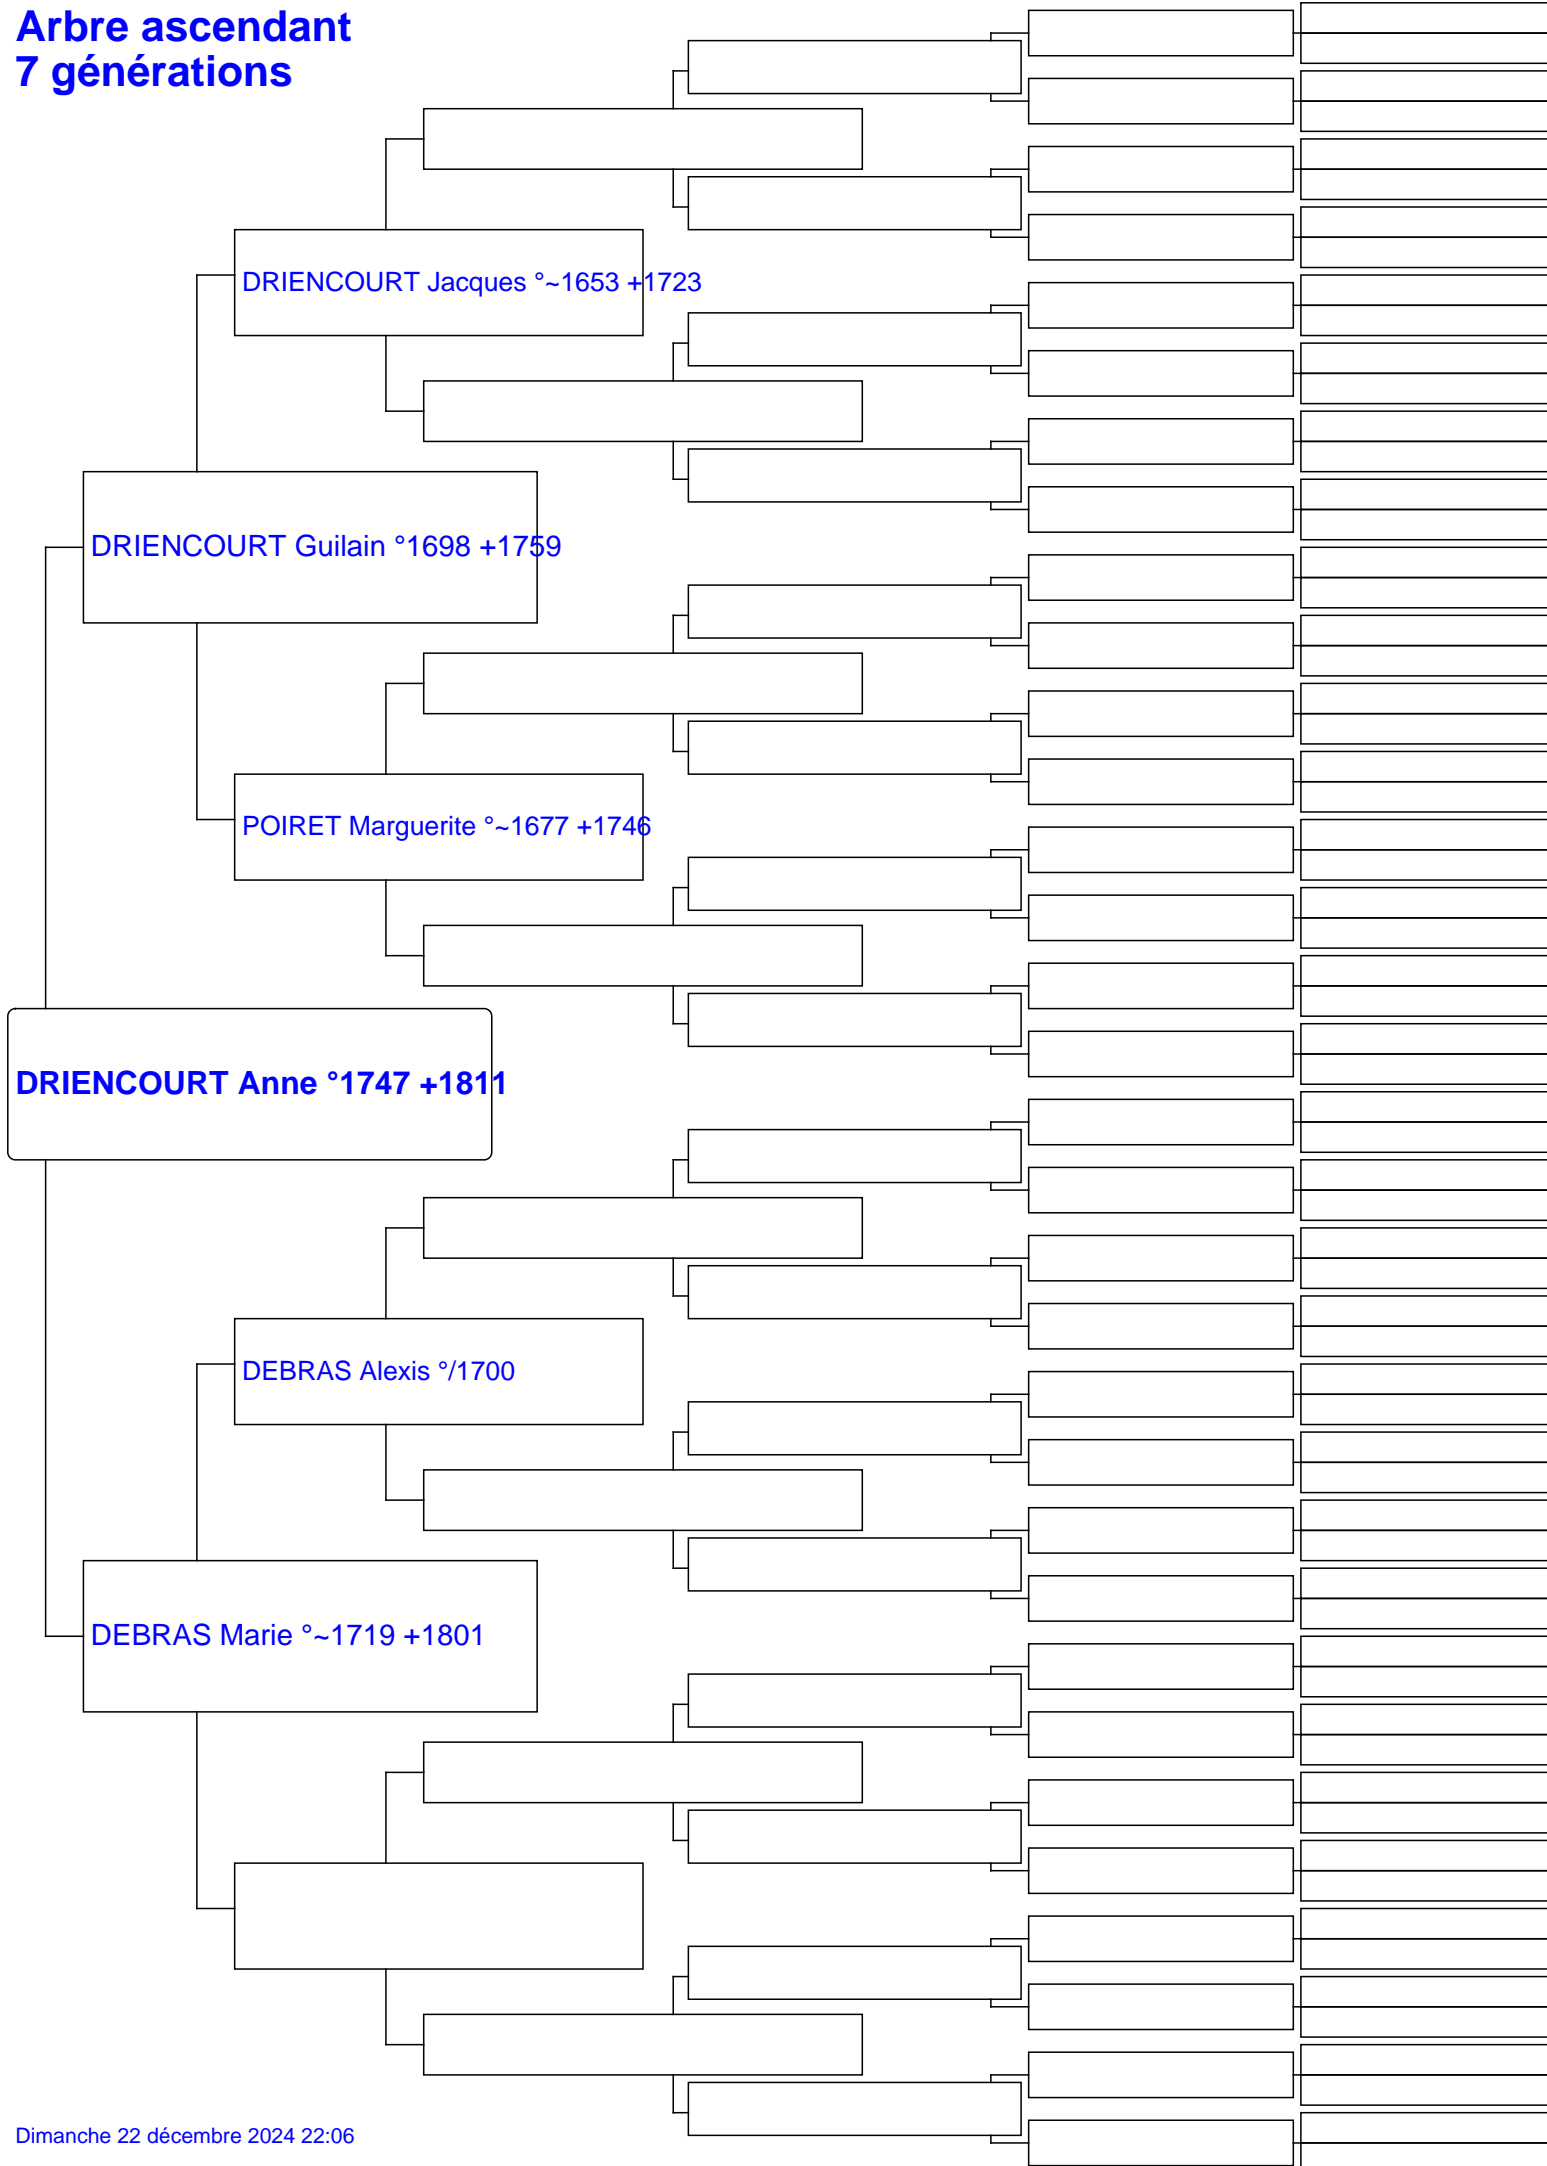 Arbre ascendant
7 générations
DRIENCOURT Jacques °~1653 +1723
DRIENCOURT Guilain °1698 +1759
POIRET Marguerite °~1677 +1746
DRIENCOURT Anne °1747 +1811
DEBRAS Alexis °/1700
DEBRAS Marie °~1719 +1801
Dimanche 22 décembre 2024 22:06